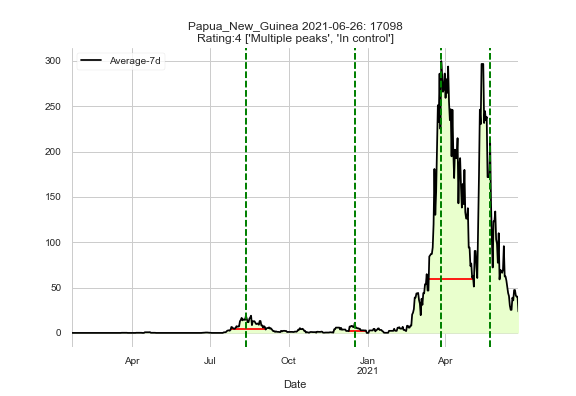 Papua_New_Guinea 2021-06-26: 17098
Rating:4 ['Multiple peaks', 'In control']
Average-7d
300
250
200
150
100
50
0
Apr
Jul
Oct
Jan
2021
Apr
Date